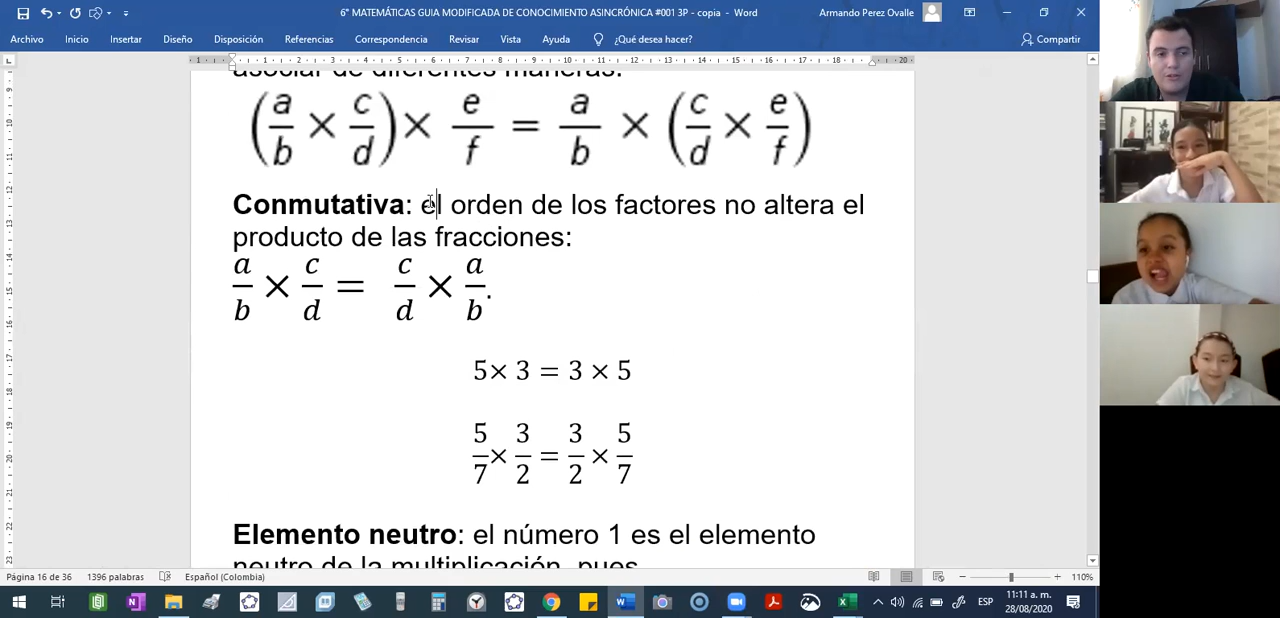 6° MATEMÁTICAS GUIA MODIFICADA DE CONOCIMIENTO ASINCRÓNICA #001 3P - copia - Word
Armando Perez Ovalle
Archivo Inicio Insertar Diseño Disposición Referencias Correspondencia Revisar Vista Ayuda ¿Qué desea hacer? Compartir
asociar de diferentes maneras:
(a/b × c/d) × e/f = a/b × (c/d × e/f)
Conmutativa: el orden de los factores no altera el
producto de las fracciones:
a/b × c/d = c/d × a/b.
5× 3 = 3 × 5
5/7 × 3/2 = 3/2 × 5/7
Elemento neutro: el número 1 es el elemento
neutro de la multiplicación, pues
Página 16 de 36 1396 palabras Español (Colombia) 110%
ESP 11:11 a. m.
28/08/2020